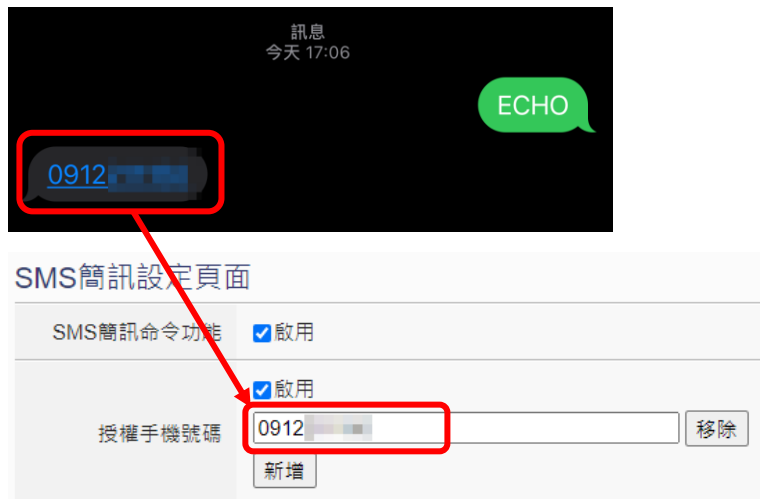 訊息
今天 17:06
ECHO
0912
SMS簡訊設定頁面
SMS簡訊命令功能 啟用
啟用
授權手機號碼 0912 移除
新增